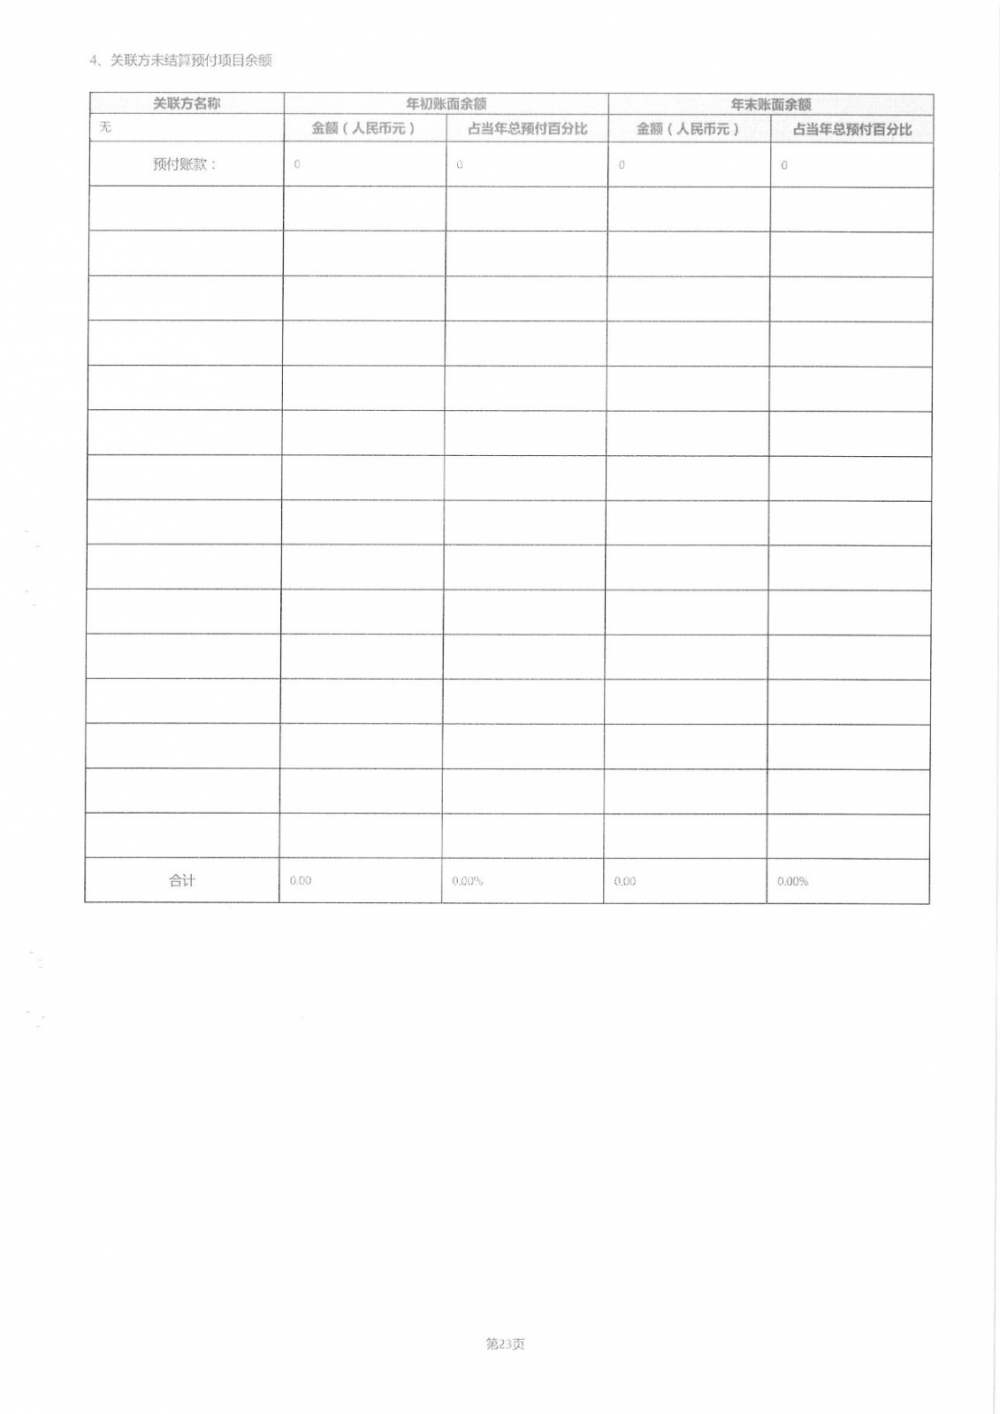 4、关联方未结算预付项目余额
关联方名称 年初账面余额 年末账面余额
无 金额（人民币元） 占当年总预付百分比 金额（人民币元） 占当年总预付百分比
预付账款： 0 0 0 0
合计 0.00 0.00% 0.00 0.00%
第23页